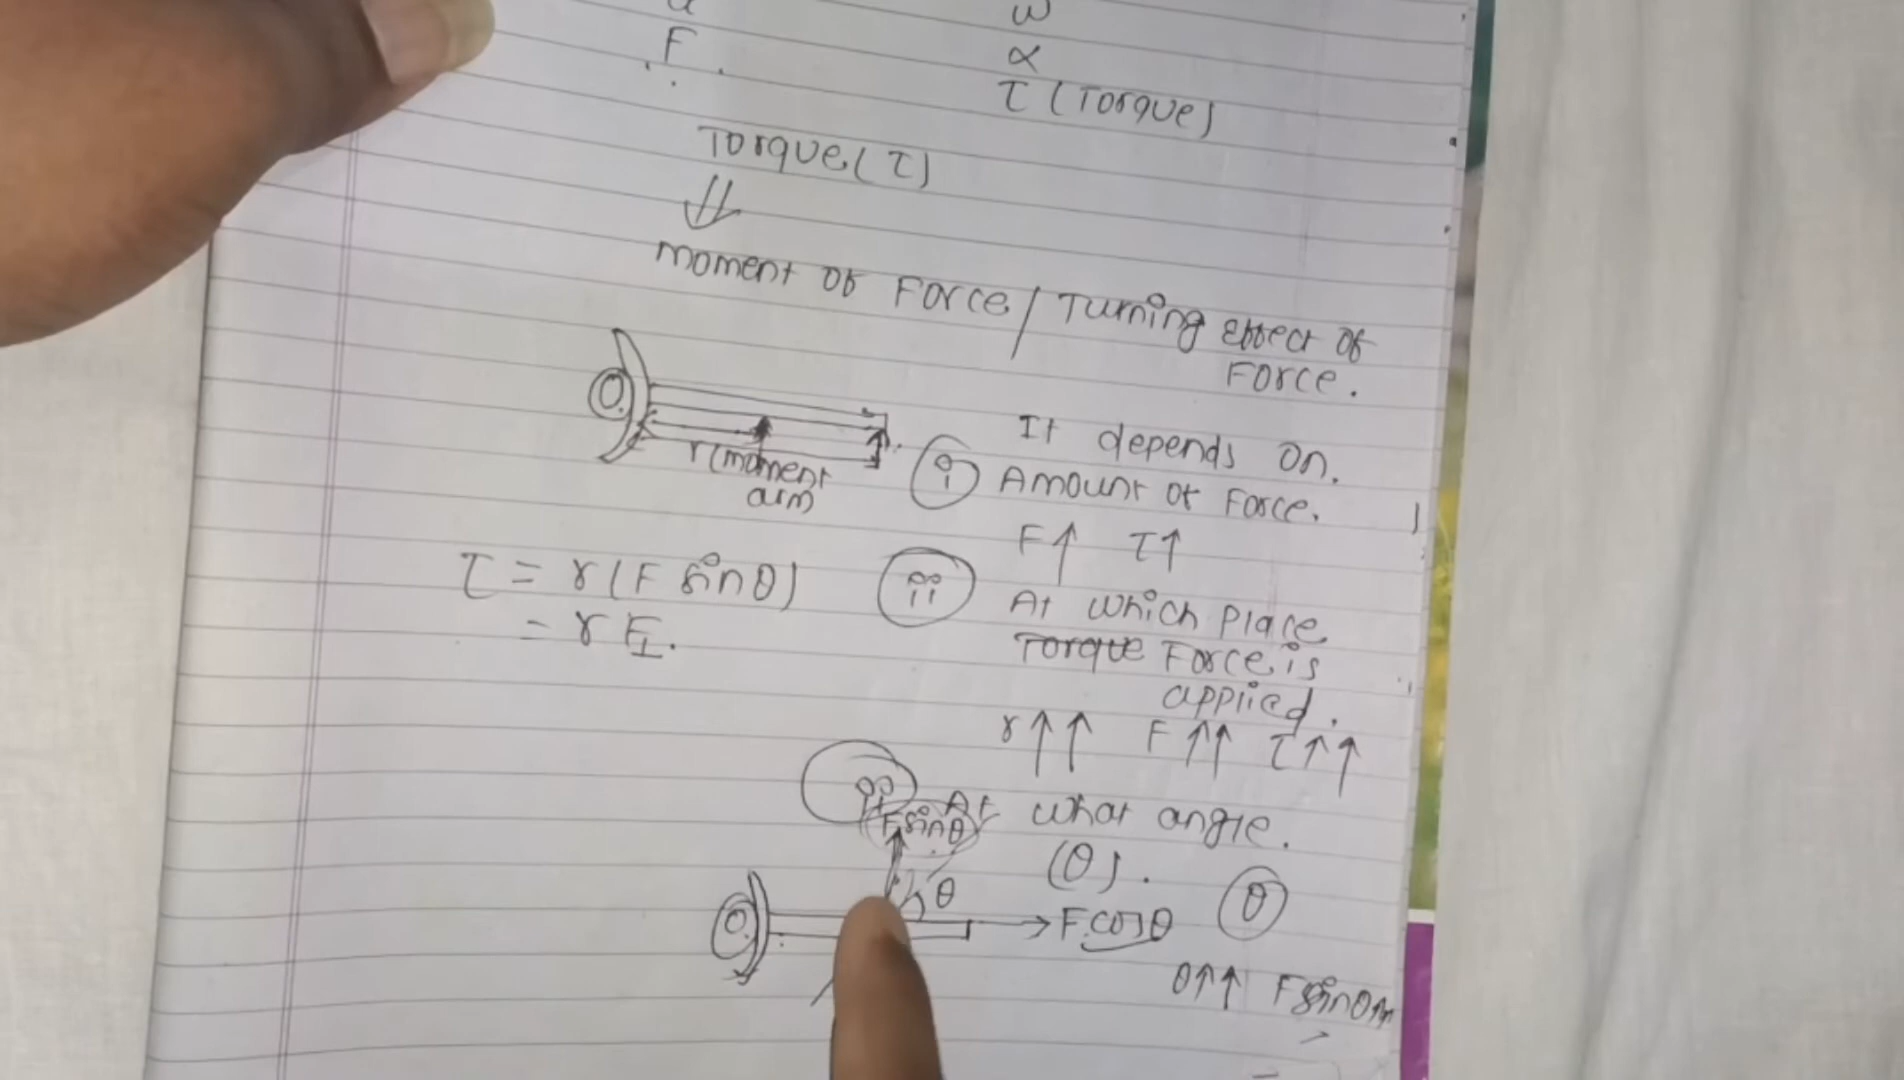 ω
F
α
τ (Torque)
Torque (τ)
⇓
Moment of Force / Turning effect of
Force.
It depends on.
r (moment
arm)
(i) Amount of Force.
F↑ τ↑
τ = r (F sinθ)
= r F⊥.
(ii) At which place
Torque Force is
applied.
r↑↑ F↑↑ τ↑↑
At what angle.
F sinθ
(θ). θ
θ
F cosθ
θ↑↑ F sinθ